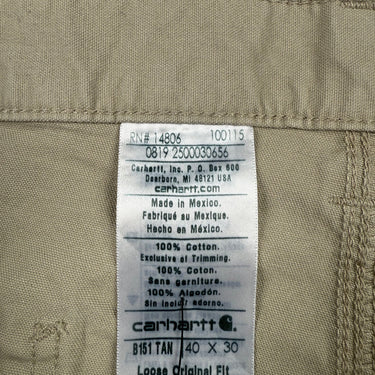 RN# 14806 100115
0819 2500030656
Carhartt, Inc. P. O. Box 600
Dearborn, MI 48121 USA
carhartt.com
Made in Mexico.
Fabriqué au Mexique.
Hecho en México.
100% Cotton.
Exclusive of Trimming.
100% Coton.
Sans garniture.
100% Algodón.
Sin incluir adorno.
carhartt
B151 TAN 40 X 30
Loose Original Fit